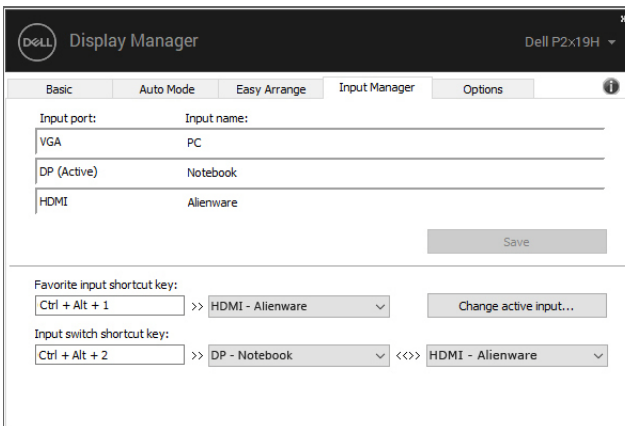 DELL Display Manager Dell P2x19H
Basic Auto Mode Easy Arrange Input Manager Options
Input port: Input name:
VGA PC
DP (Active) Notebook
HDMI Alienware
Save
Favorite input shortcut key:
Ctrl + Alt + 1 >> HDMI - Alienware Change active input...
Input switch shortcut key:
Ctrl + Alt + 2 >> DP - Notebook <<>> HDMI - Alienware